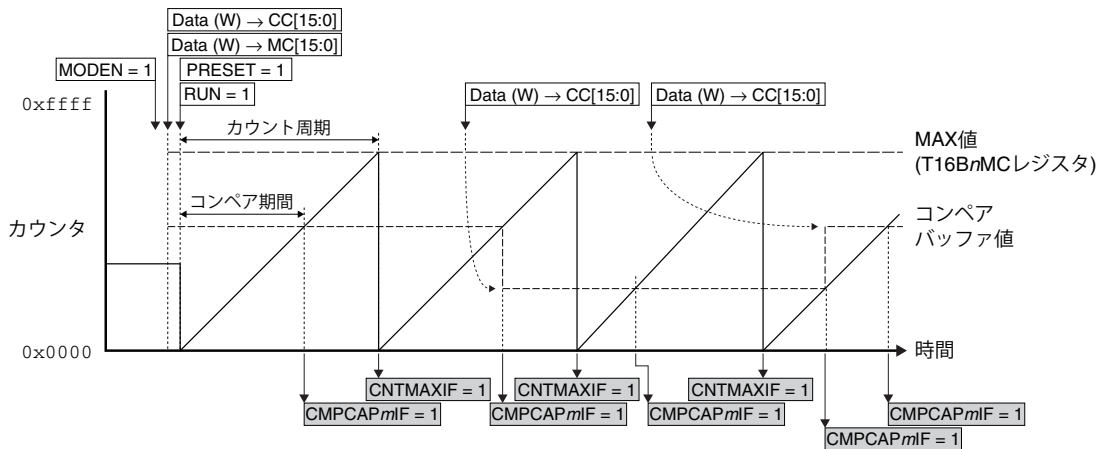 Data (W) → CC[15:0]
Data (W) → MC[15:0]
MODEN = 1
PRESET = 1
RUN = 1
Data (W) → CC[15:0]
Data (W) → CC[15:0]
0xffff
カウント周期
MAX値
(T16BnMCレジスタ)
コンペア期間
カウンタ
コンペア
バッファ値
0x0000
時間
CNTMAXIF = 1
CNTMAXIF = 1
CNTMAXIF = 1
CMPCAPmIF = 1
CMPCAPmIF = 1
CMPCAPmIF = 1
CMPCAPmIF = 1
CMPCAPmIF = 1